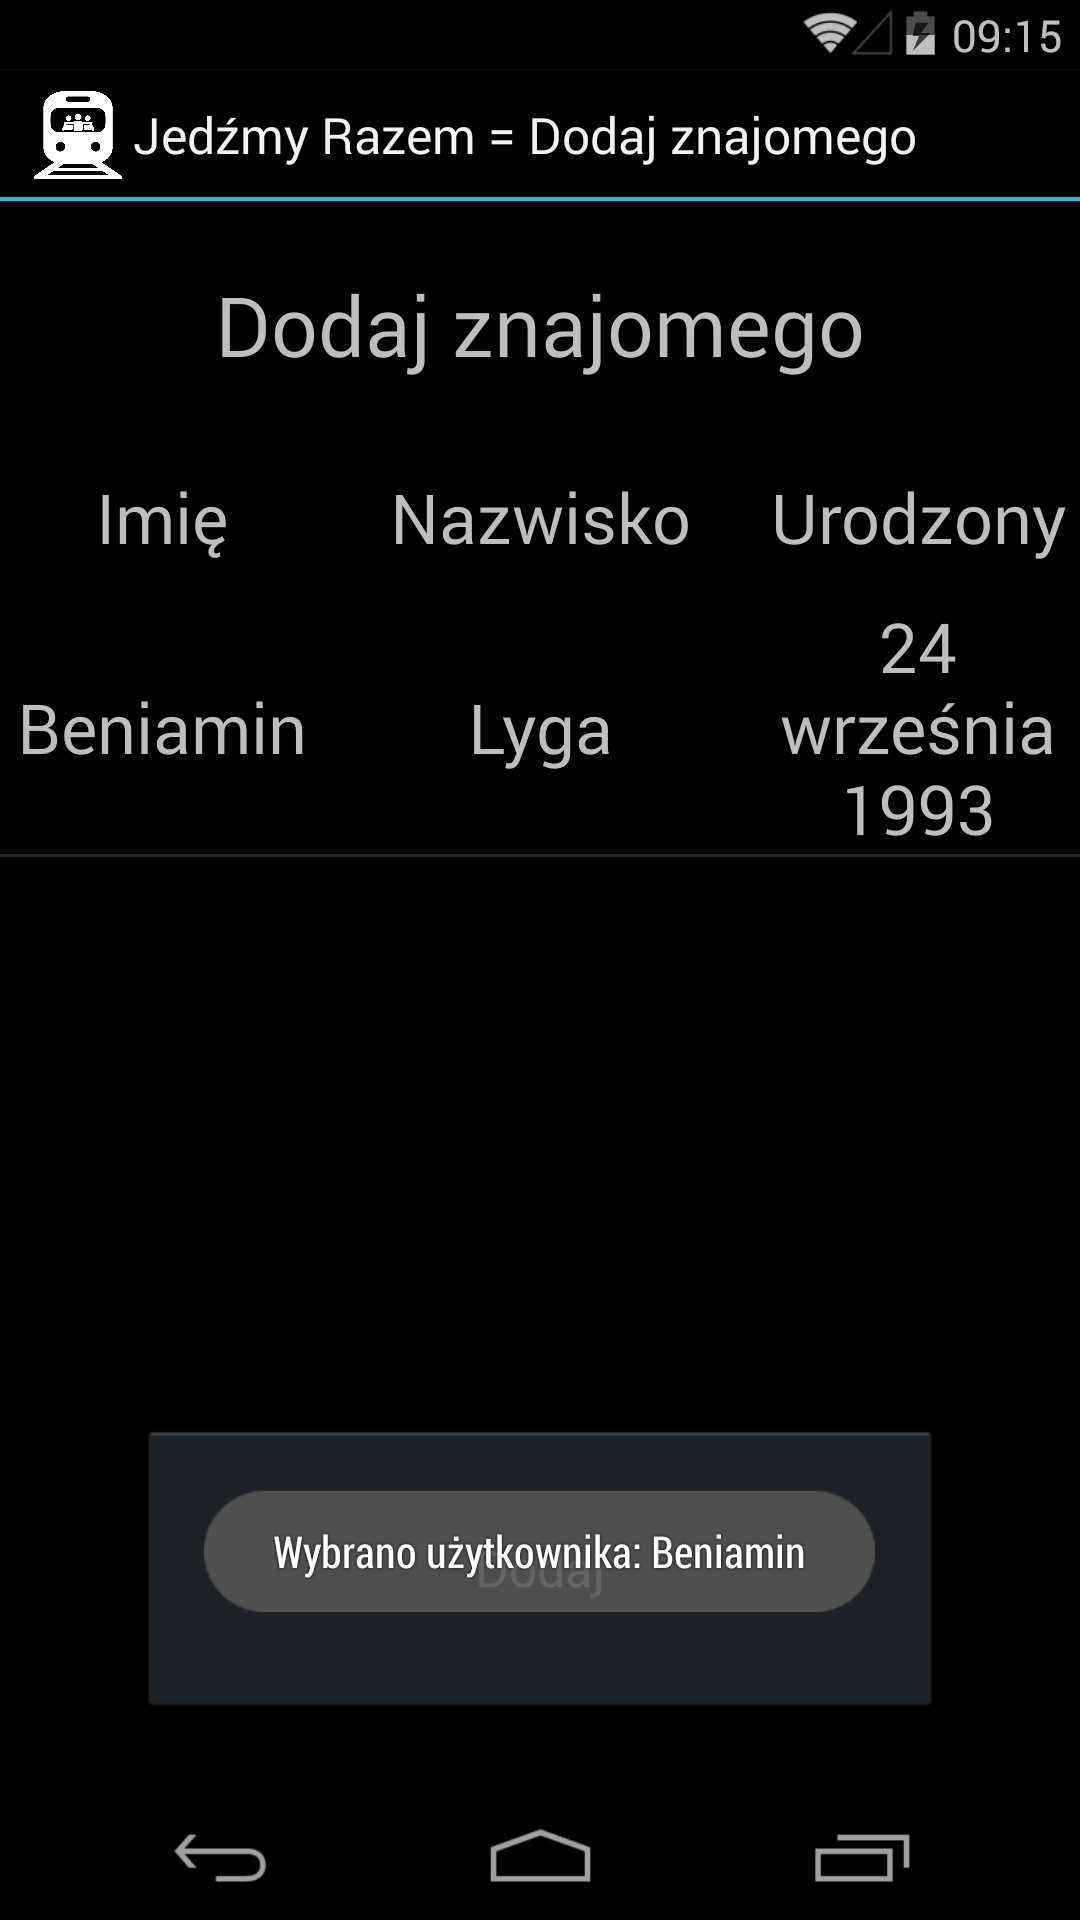 09:15
Jedźmy Razem = Dodaj znajomego
Dodaj znajomego
Imię Nazwisko Urodzony
Beniamin Lyga 24
września
1993
Wybrano użytkownika: Beniamin
Dodaj